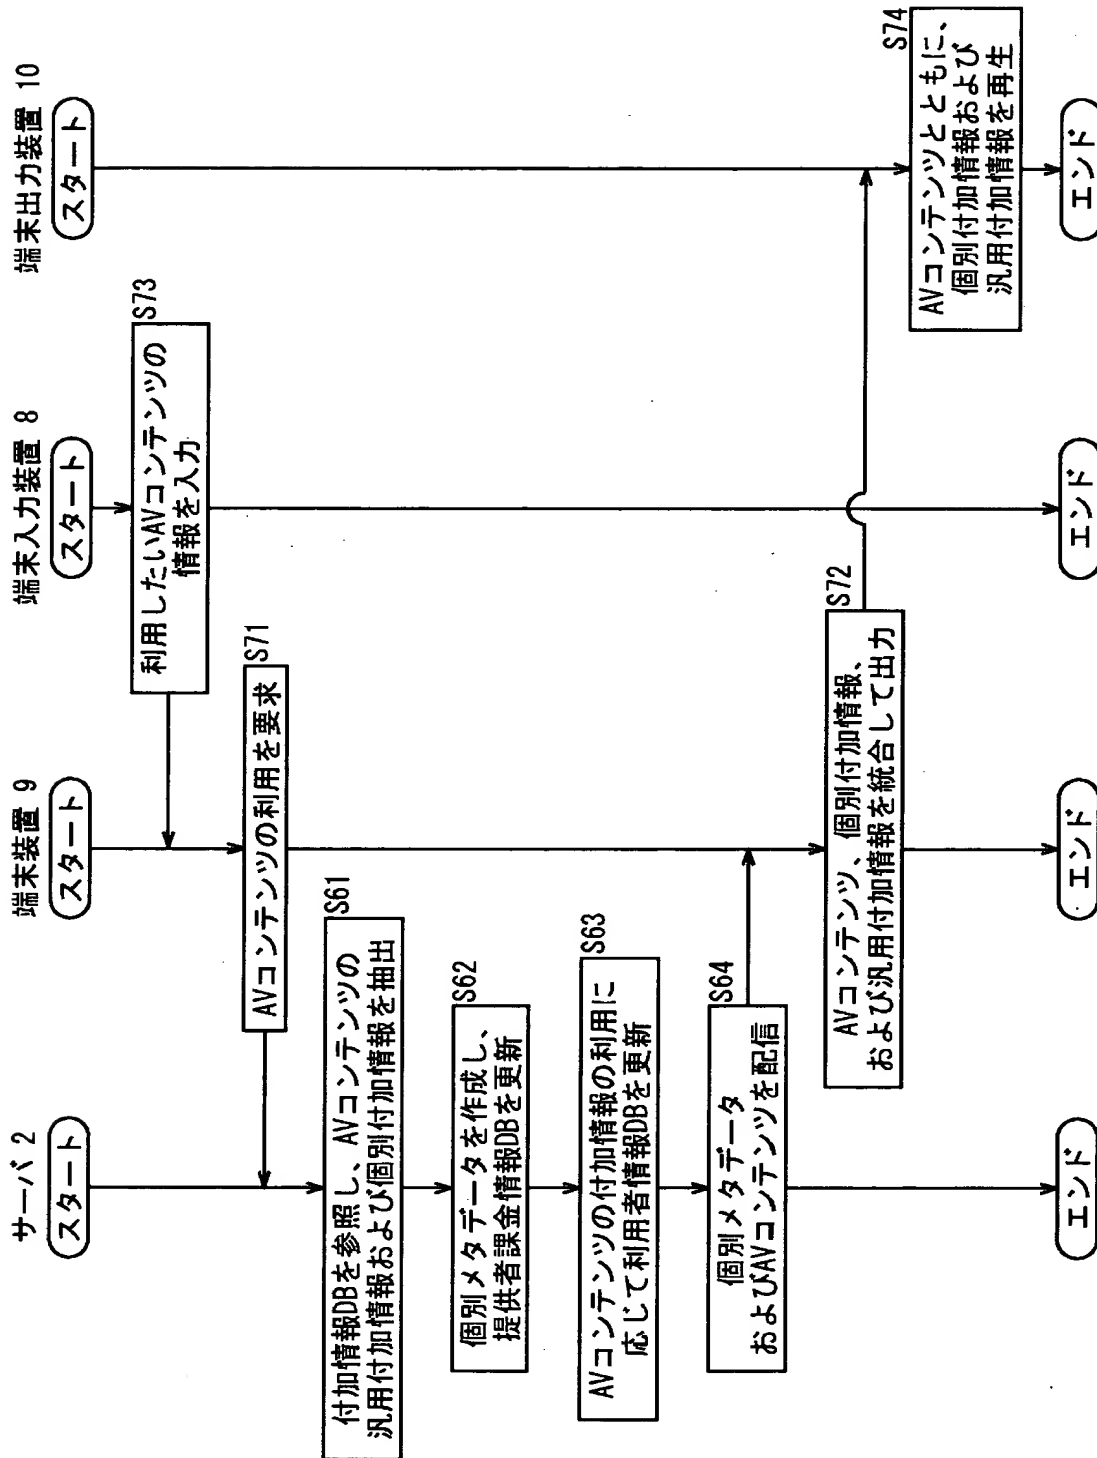 サーバ 2
スタート
付加情報DBを参照し、AVコンテンツの
汎用付加情報および個別付加情報を抽出
S61
個別メタデータを作成し、
提供者課金情報DBを更新
S62
AVコンテンツの付加情報の利用に
応じて利用者情報DBを更新
S63
個別メタデータ
およびAVコンテンツを配信
S64
エンド
端末装置 9
スタート
AVコンテンツの利用を要求
S71
AVコンテンツ、個別付加情報、
および汎用付加情報を統合して出力
S72
エンド
端末入力装置 8
スタート
利用したいAVコンテンツの
情報を入力
S73
エンド
端末出力装置 10
スタート
AVコンテンツとともに、
個別付加情報および
汎用付加情報を再生
S74
エンド